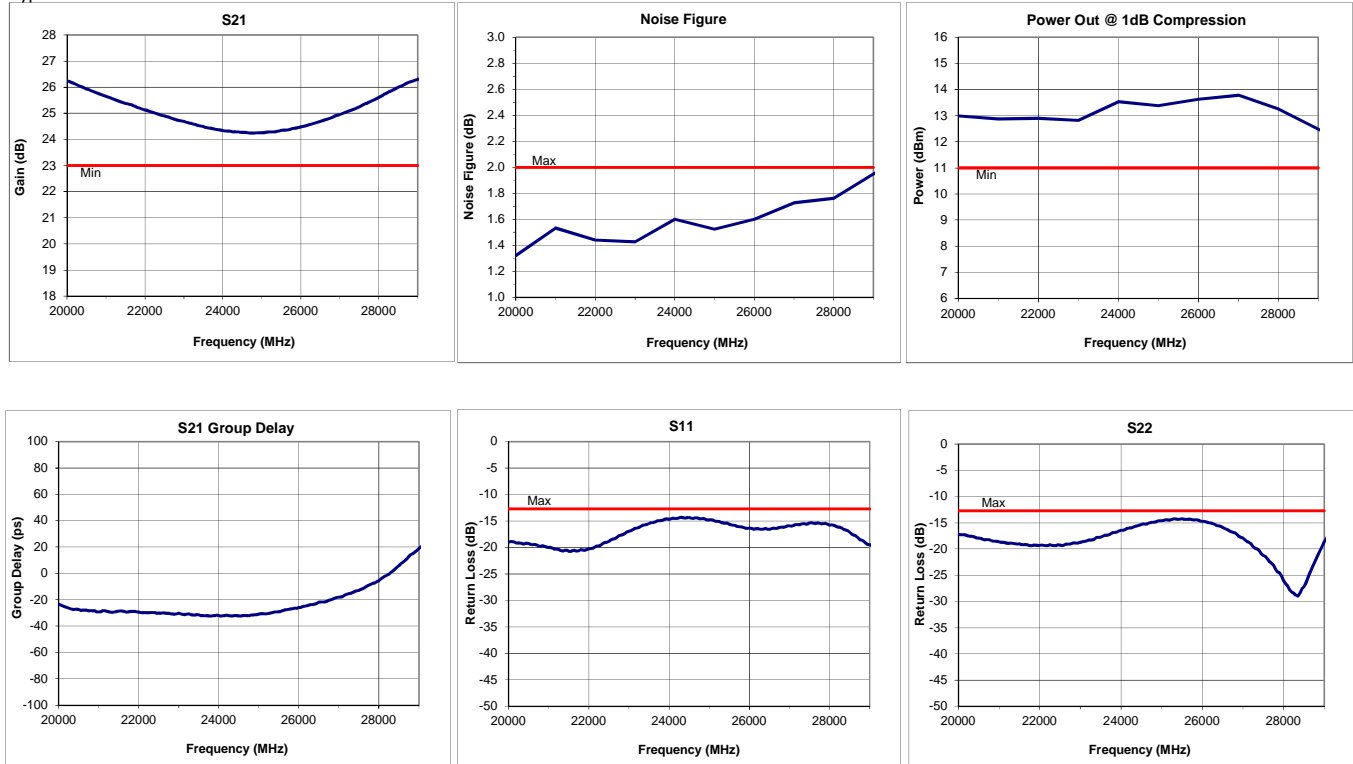 S21
28
27
26
25
24
23
22
21
20
19
18
Gain (dB)
Min
20000 22000 24000 26000 28000
Frequency (MHz)
Noise Figure
3.0
2.8
2.6
2.4
2.2
2.0
1.8
1.6
1.4
1.2
1.0
Noise Figure (dB)
Max
20000 22000 24000 26000 28000
Frequency (MHz)
Power Out @ 1dB Compression
16
15
14
13
12
11
10
9
8
7
6
Power (dBm)
Min
20000 22000 24000 26000 28000
Frequency (MHz)
S21 Group Delay
100
80
60
40
20
0
-20
-40
-60
-80
-100
Group Delay (ps)
20000 22000 24000 26000 28000
Frequency (MHz)
S11
0
-5
-10
-15
-20
-25
-30
-35
-40
-45
-50
Return Loss (dB)
Max
20000 22000 24000 26000 28000
Frequency (MHz)
S22
0
-5
-10
-15
-20
-25
-30
-35
-40
-45
-50
Return Loss (dB)
Max
20000 22000 24000 26000 28000
Frequency (MHz)